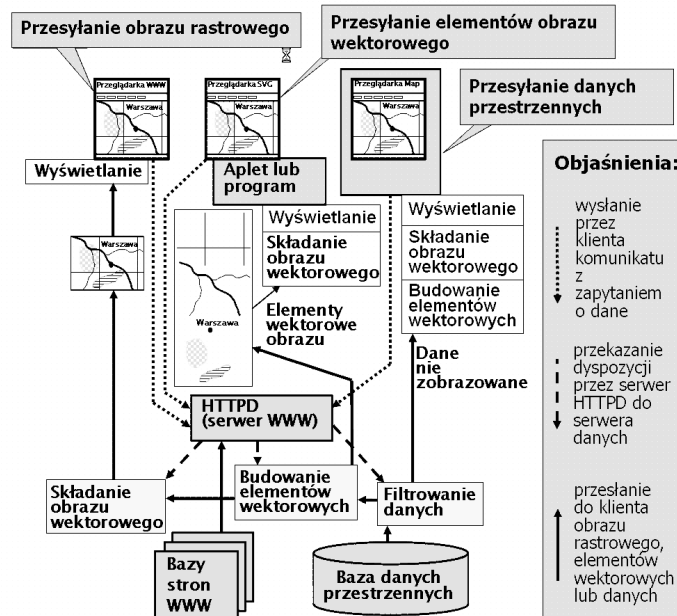 Przesyłanie obrazu rastrowego
Przesyłanie elementów obrazu
wektorowego
Przesyłanie danych
przestrzennych
Przeglądarka WWW
Warszawa
Przeglądarka SVG
Warszawa
Przeglądarka Map
Warszawa
Wyświetlanie
Aplet lub
program
Warszawa
Wyświetlanie
Składanie
obrazu
wektorowego
Warszawa
Elementy
wektorowe
obrazu
Wyświetlanie
Składanie
obrazu
wektorowego
Budowanie
elementów
wektorowych
Dane
nie
zobrazowane
HTTPD
(serwer WWW)
Składanie
obrazu
wektorowego
Budowanie
elementów
wektorowych
Filtrowanie
danych
Bazy
stron
WWW
Baza danych
przestrzennych
Objaśnienia:
wysłanie
przez
klienta
komunikatu
z
zapytaniem
o dane
przekazanie
dyspozycji
przez serwer
HTTPD do
serwera
danych
przesłanie
do klienta
obrazu
rastrowego,
elementów
wektorowych
lub danych